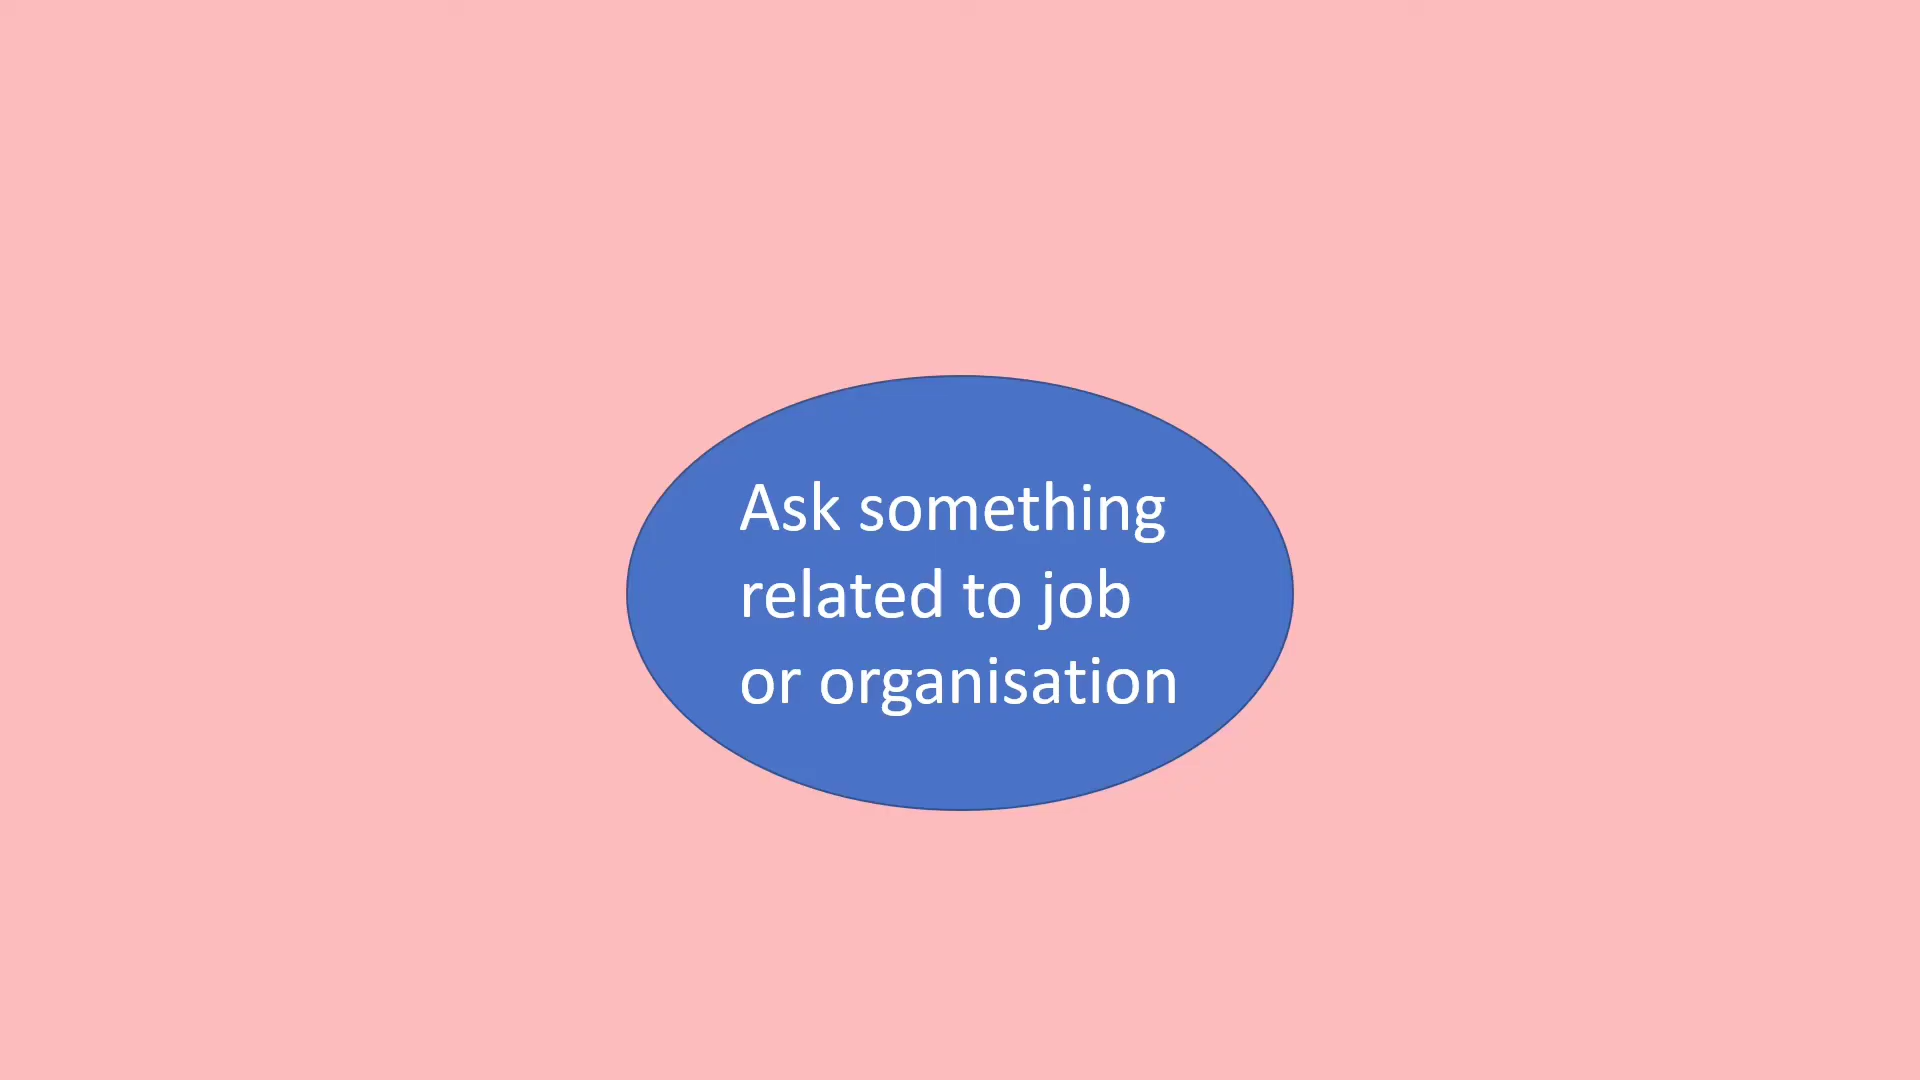 Ask something
related to job
or organisation